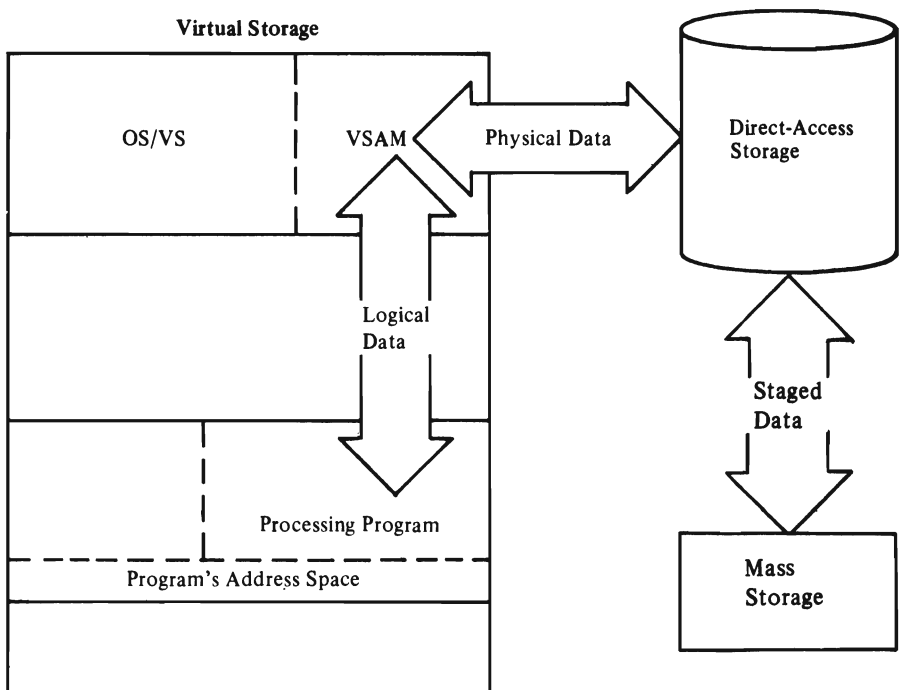 Virtual Storage
OS/VS
VSAM
Physical Data
Direct-Access
Storage
Logical
Data
Staged
Data
Processing Program
Program's Address Space
Mass
Storage